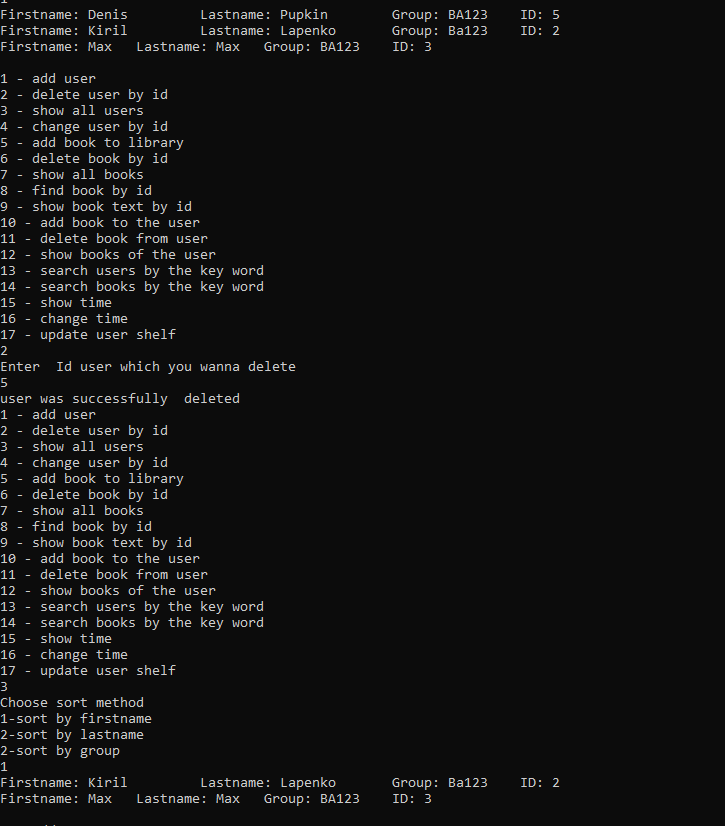 1
Firstname: Denis         Lastname: Pupkin        Group: BA123    ID: 5
Firstname: Kiril         Lastname: Lapenko       Group: Ba123    ID: 2
Firstname: Max   Lastname: Max   Group: BA123    ID: 3
1 - add user
2 - delete user by id
3 - show all users
4 - change user by id
5 - add book to library
6 - delete book by id
7 - show all books
8 - find book by id
9 - show book text by id
10 - add book to the user
11 - delete book from user
12 - show books of the user
13 - search users by the key word
14 - search books by the key word
15 - show time
16 - change time
17 - update user shelf
2
Enter  Id user which you wanna delete
5
user was successfully  deleted
1 - add user
2 - delete user by id
3 - show all users
4 - change user by id
5 - add book to library
6 - delete book by id
7 - show all books
8 - find book by id
9 - show book text by id
10 - add book to the user
11 - delete book from user
12 - show books of the user
13 - search users by the key word
14 - search books by the key word
15 - show time
16 - change time
17 - update user shelf
3
Choose sort method
1-sort by firstname
2-sort by lastname
2-sort by group
1
Firstname: Kiril         Lastname: Lapenko       Group: Ba123    ID: 2
Firstname: Max   Lastname: Max   Group: BA123    ID: 3